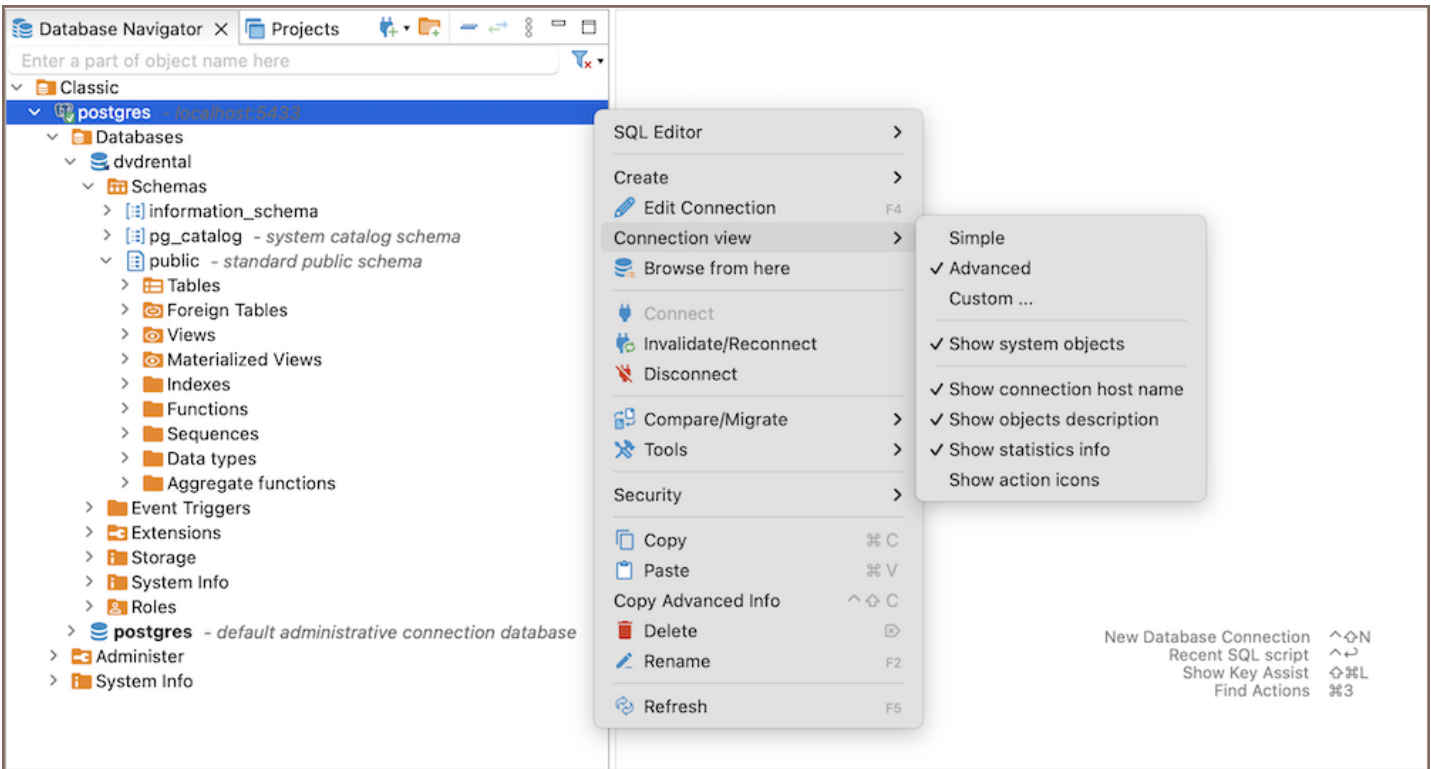 Database Navigator
Projects
Enter a part of object name here
Classic
postgres - localhost:5433
Databases
dvdrental
Schemas
information_schema
pg_catalog - system catalog schema
public - standard public schema
Tables
Foreign Tables
Views
Materialized Views
Indexes
Functions
Sequences
Data types
Aggregate functions
Event Triggers
Extensions
Storage
System Info
Roles
postgres - default administrative connection database
Administer
System Info
SQL Editor
Create
Edit Connection F4
Connection view
Browse from here
Connect
Invalidate/Reconnect
Disconnect
Compare/Migrate
Tools
Security
Copy ⌘ C
Paste ⌘ V
Copy Advanced Info ^ ⇧ C
Delete ⌦
Rename F2
Refresh F5
Simple
✓ Advanced
Custom ...
✓ Show system objects
✓ Show connection host name
✓ Show objects description
✓ Show statistics info
Show action icons
New Database Connection ^⇧N
Recent SQL script ^↩
Show Key Assist ⇧⌘L
Find Actions ⌘3